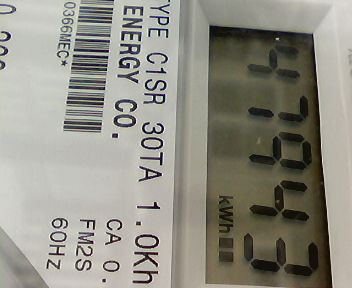 47843
kWh
TYPE C1SR 30TA 1.0Kh
ENERGY CO.
CA 0.
FM2S
60HZ
0366MEC*